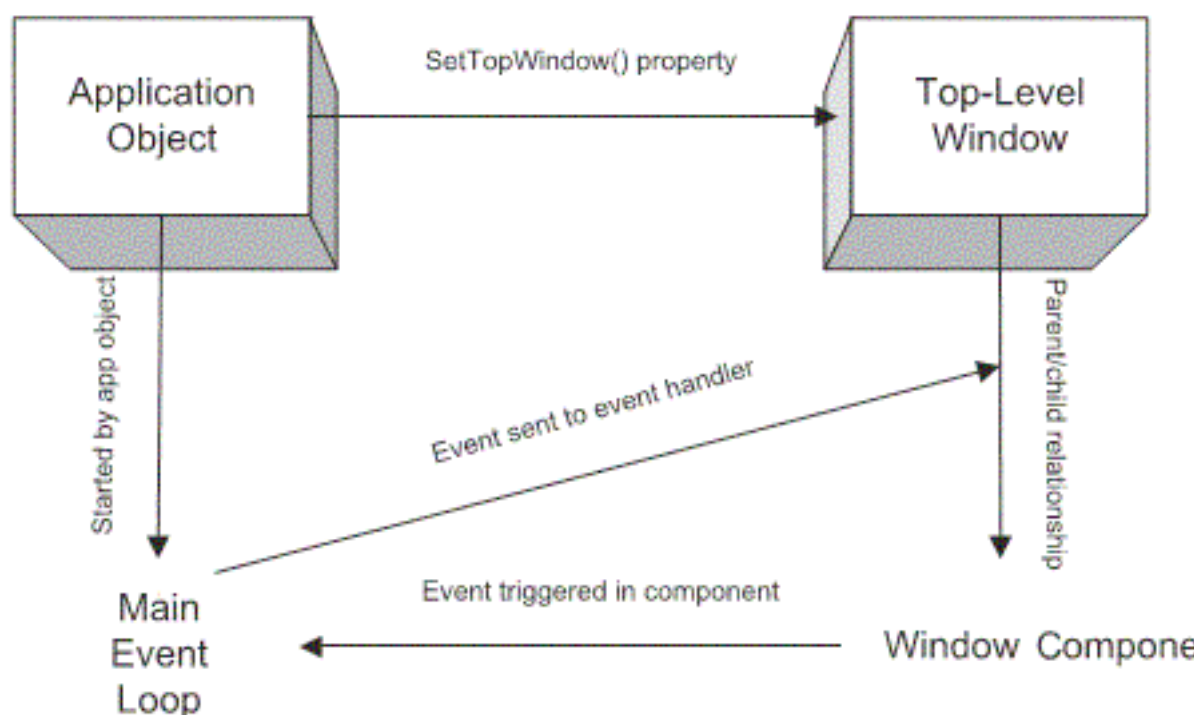 SetTopWindow() property
Application
Object
Top-Level
Window
Started by app object
Parent/child relationship
Event sent to event handler
Event triggered in component
Main
Event
Loop
Window Compone